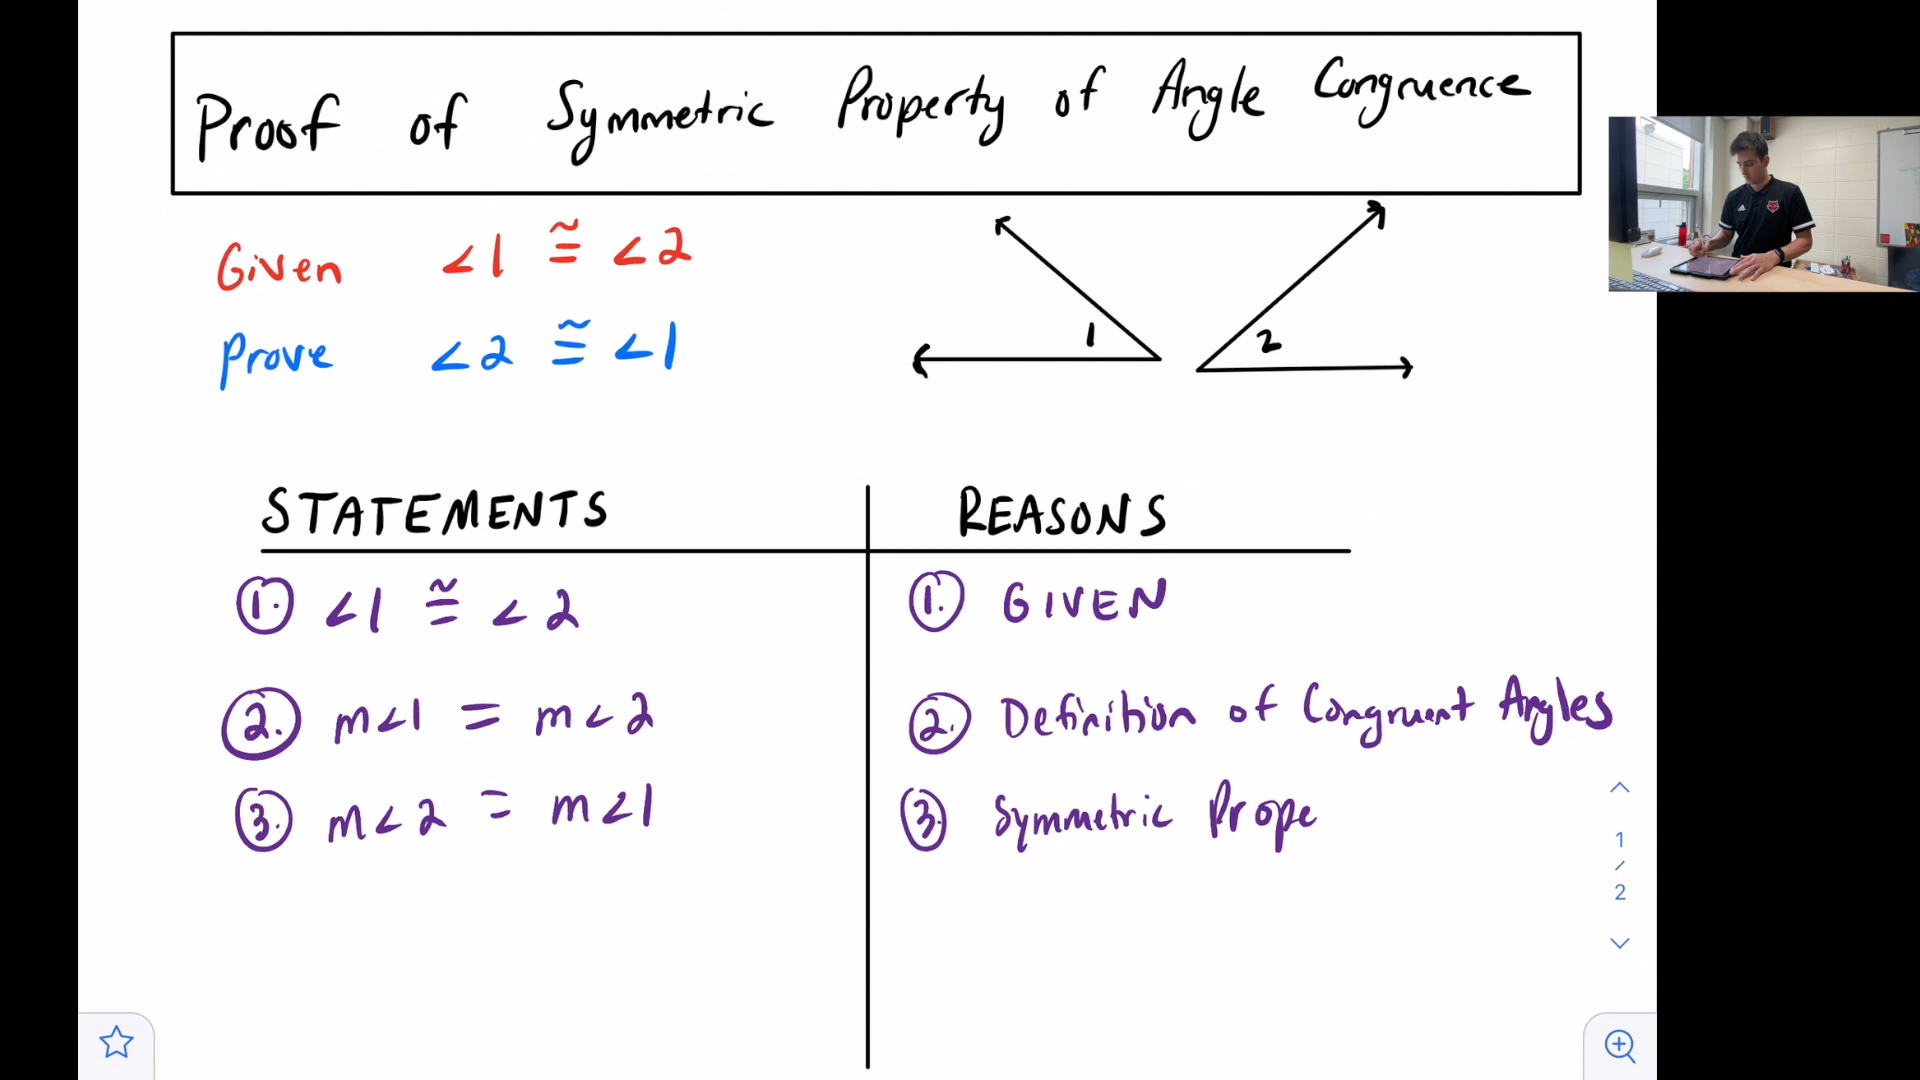 Proof of Symmetric Property of Angle Congruence
Given ∠1 ≅ ∠2
Prove ∠2 ≅ ∠1
1
2
STATEMENTS
REASONS
1. ∠1 ≅ ∠2
1. GIVEN
2. m∠1 = m∠2
2. Definition of Congruent Angles
3. m∠2 = m∠1
3. Symmetric Prope
1
/
2